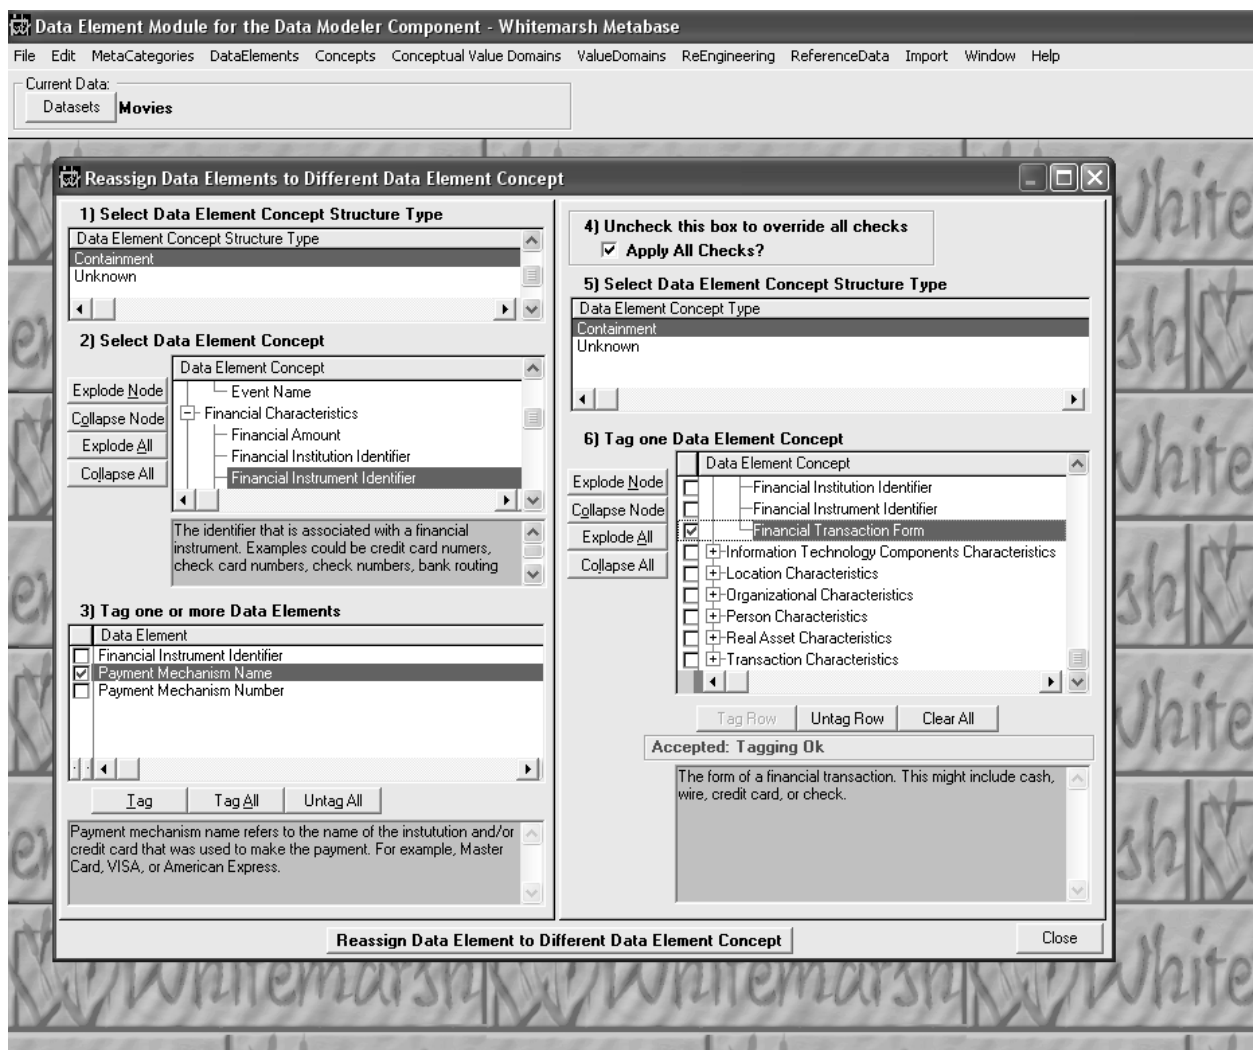 Data Element Module for the Data Modeler Component - Whitemarsh Metabase
File Edit MetaCategories DataElements Concepts Conceptual Value Domains ValueDomains ReEngineering ReferenceData Import Window Help
Current Data:
Datasets Movies
Reassign Data Elements to Different Data Element Concept
1) Select Data Element Concept Structure Type
Data Element Concept Structure Type
Containment
Unknown
2) Select Data Element Concept
Data Element Concept
Explode Node
Collapse Node
Explode All
Collapse All
Event Name
Financial Characteristics
Financial Amount
Financial Institution Identifier
Financial Instrument Identifier
The identifier that is associated with a financial
instrument. Examples could be credit card numers,
check card numbers, check numbers, bank routing
3) Tag one or more Data Elements
Data Element
Financial Instrument Identifier
Payment Mechanism Name
Payment Mechanism Number
Tag Tag All Untag All
Payment mechanism name refers to the name of the instutution and/or
credit card that was used to make the payment. For example, Master
Card, VISA, or American Express.
4) Uncheck this box to override all checks
Apply All Checks?
5) Select Data Element Concept Structure Type
Data Element Concept Type
Containment
Unknown
6) Tag one Data Element Concept
Data Element Concept
Explode Node
Collapse Node
Explode All
Collapse All
Financial Institution Identifier
Financial Instrument Identifier
Financial Transaction Form
Information Technology Components Characteristics
Location Characteristics
Organizational Characteristics
Person Characteristics
Real Asset Characteristics
Transaction Characteristics
Tag Row Untag Row Clear All
Accepted: Tagging Ok
The form of a financial transaction. This might include cash,
wire, credit card, or check.
Reassign Data Element to Different Data Element Concept
Close
Whitemarsh Whitemarsh White